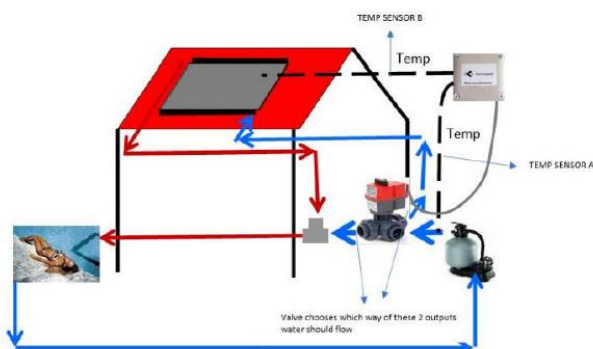 TEMP SENSOR B
Temp
Temp
TEMP SENSOR A
Valve chooses which way of these 2 outputs
water should flow